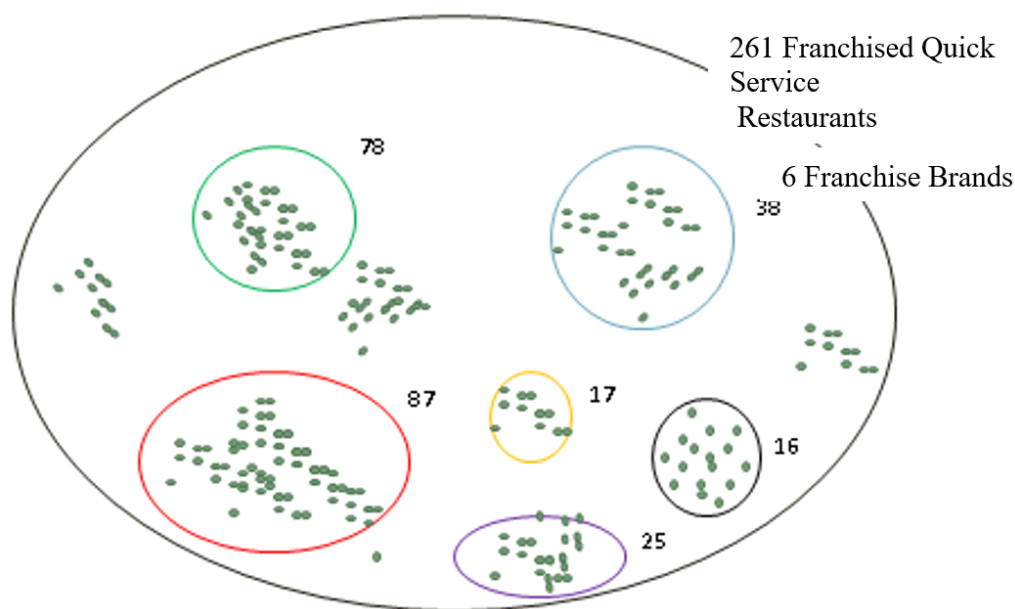 261 Franchised Quick
Service
Restaurants
78
6 Franchise Brands
38
87
17
16
25